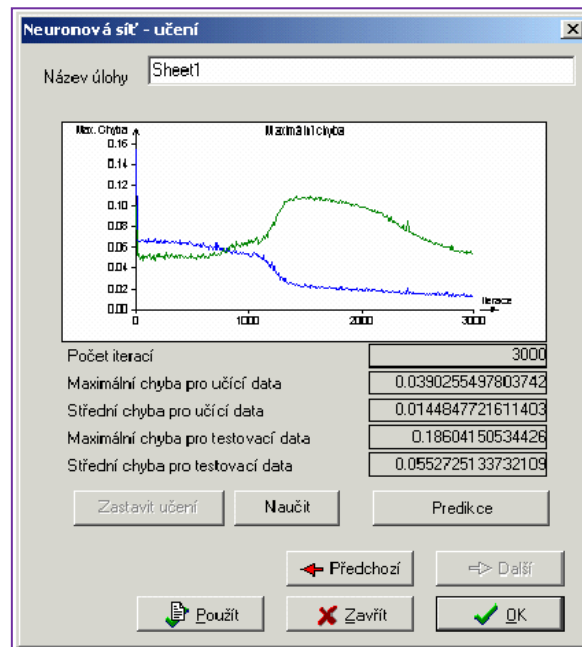 Neuronová síť - učení
Název úlohy Sheet1
Max. Chyba Maximální chyba
0.16
0.14
0.12
0.10
0.08
0.06
0.04
0.02
0.00
Iterace
0 1000 2000 3000
Počet iterací 3000
Maximální chyba pro učící data 0.0390255497803742
Střední chyba pro učící data 0.0144847721611403
Maximální chyba pro testovací data 0.18604150534426
Střední chyba pro testovací data 0.0552725133732109
Zastavit učení Naučit Predikce
Předchozí Další
Použít Zavřít OK